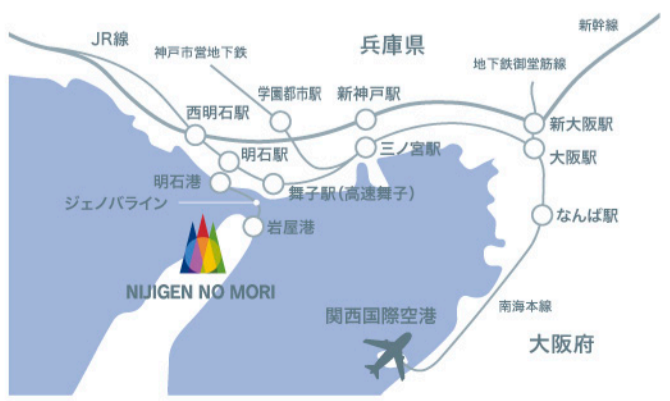 新幹線
JR線
兵庫県
神戸市営地下鉄
地下鉄御堂筋線
学園都市駅
新神戸駅
西明石駅
新大阪駅
明石駅
三ノ宮駅
大阪駅
明石港
舞子駅(高速舞子)
ジェノバライン
なんば駅
岩屋港
NIJIGEN NO MORI
南海本線
関西国際空港
大阪府